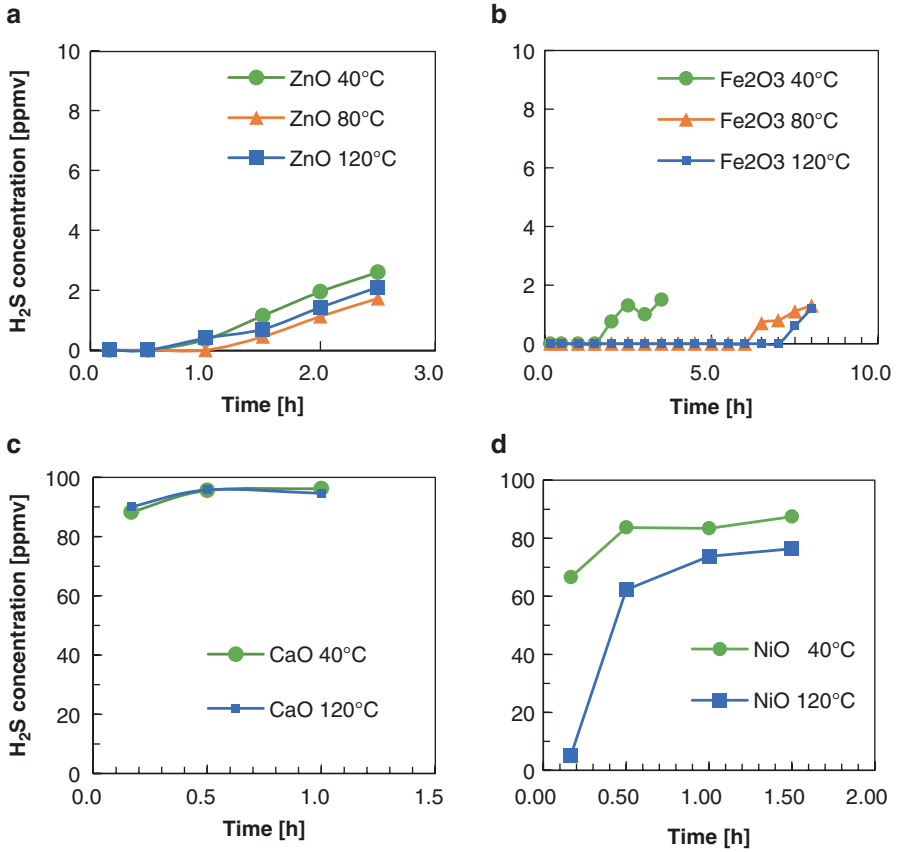 a
10
8
6
4
2
0
0.0 1.0 2.0 3.0
H₂S concentration [ppmv]
Time [h]
ZnO 40°C
ZnO 80°C
ZnO 120°C
b
10
8
6
4
2
0
0.0 5.0 10.0
Time [h]
Fe2O3 40°C
Fe2O3 80°C
Fe2O3 120°C
c
100
80
60
40
20
0
0.0 0.5 1.0 1.5
H₂S concentration [ppmv]
Time [h]
CaO 40°C
CaO 120°C
d
100
80
60
40
20
0
0.00 0.50 1.00 1.50 2.00
Time [h]
NiO 40°C
NiO 120°C